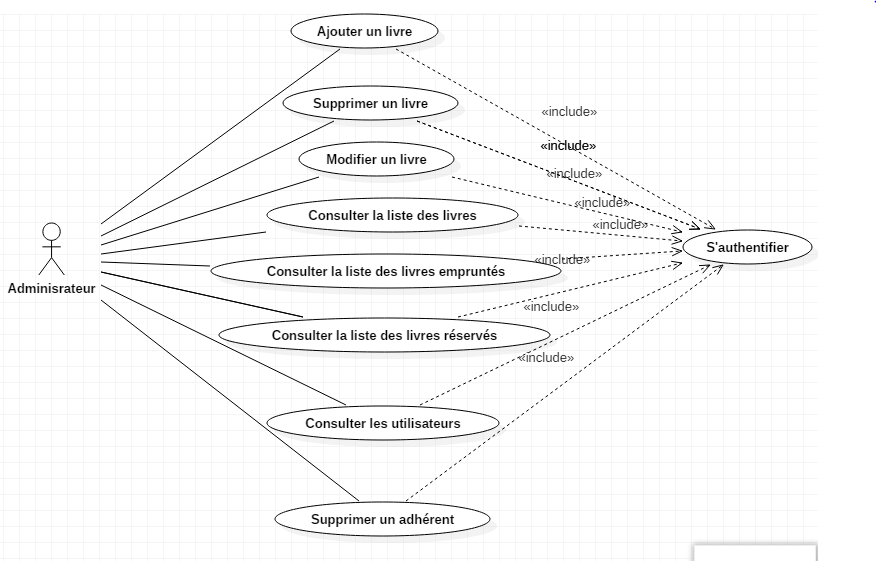 Ajouter un livre
«include»
Supprimer un livre
«include»
Modifier un livre
«include»
«include»
Consulter la liste des livres
«include»
S'authentifier
Consulter la liste des livres empruntés
«include»
Adminisrateur
«include»
Consulter la liste des livres réservés
«include»
Consulter les utilisateurs
Supprimer un adhérent